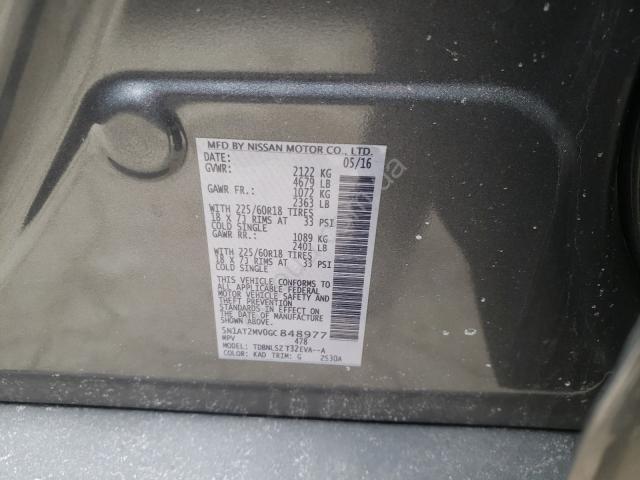 MFD. BY NISSAN MOTOR CO., LTD.
DATE: 05/16
GVWR: 2122 KG
4679 LB
GAWR FR.: 1072 KG
2363 LB
WITH 225/60R18 TIRES
18 X 7J RIMS AT 33 PSI
COLD SINGLE
GAWR RR.: 1089 KG
2401 LB
WITH 225/60R18 TIRES
18 X 7J RIMS AT 33 PSI
COLD SINGLE
THIS VEHICLE CONFORMS TO
ALL APPLICABLE FEDERAL
MOTOR VEHICLE SAFETY AND
THEFT PREVENTION
STANDARDS IN EFFECT ON
THE DATE OF MANUFACTURE
SHOWN ABOVE.
5N1AT2MV0GC848977
MPV 478
MODEL:
COLOR: KAD TRIM: G 2530A